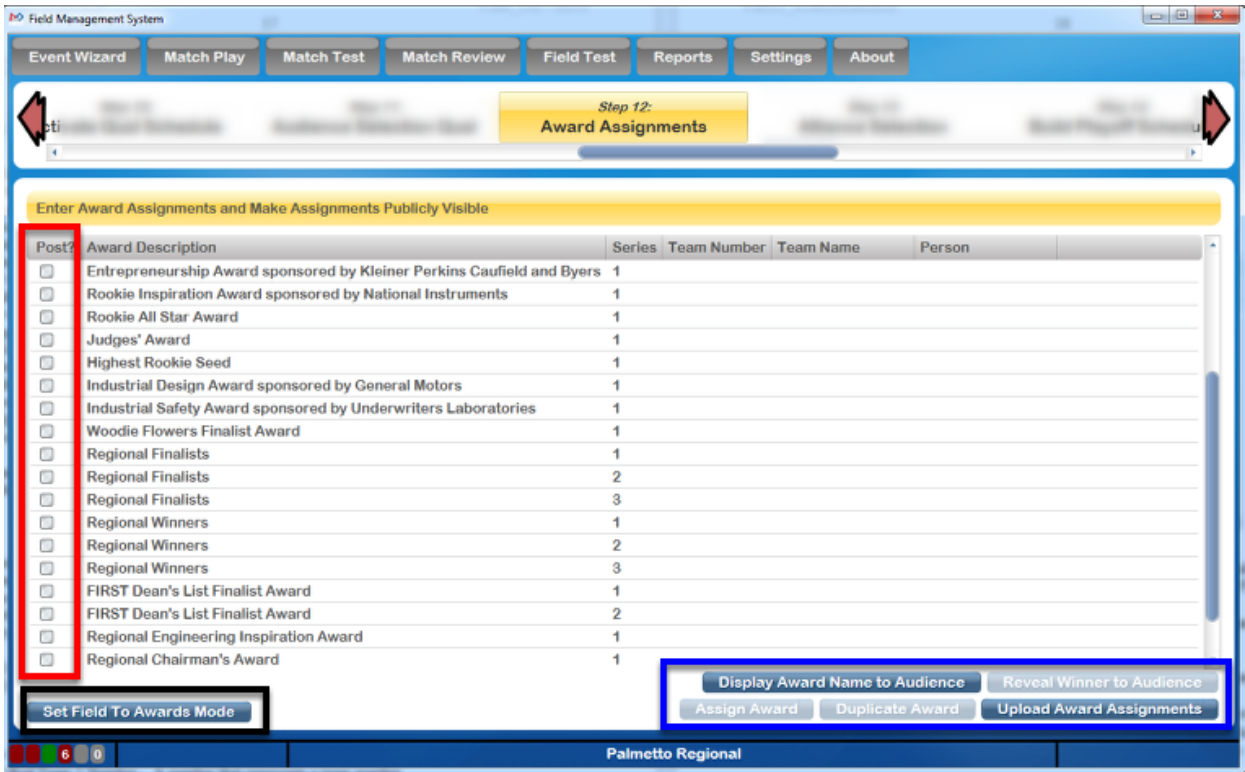 Field Management System
Event Wizard Match Play Match Test Match Review Field Test Reports Settings About
Step 12:
Award Assignments
Enter Award Assignments and Make Assignments Publicly Visible
Post? Award Description Series Team Number Team Name Person
Entrepreneurship Award sponsored by Kleiner Perkins Caufield and Byers 1
Rookie Inspiration Award sponsored by National Instruments 1
Rookie All Star Award 1
Judges' Award 1
Highest Rookie Seed 1
Industrial Design Award sponsored by General Motors 1
Industrial Safety Award sponsored by Underwriters Laboratories 1
Woodie Flowers Finalist Award 1
Regional Finalists 1
Regional Finalists 2
Regional Finalists 3
Regional Winners 1
Regional Winners 2
Regional Winners 3
FIRST Dean's List Finalist Award 1
FIRST Dean's List Finalist Award 2
Regional Engineering Inspiration Award 1
Regional Chairman's Award 1
Display Award Name to Audience Reveal Winner to Audience
Set Field To Awards Mode Assign Award Duplicate Award Upload Award Assignments
6 0 Palmetto Regional